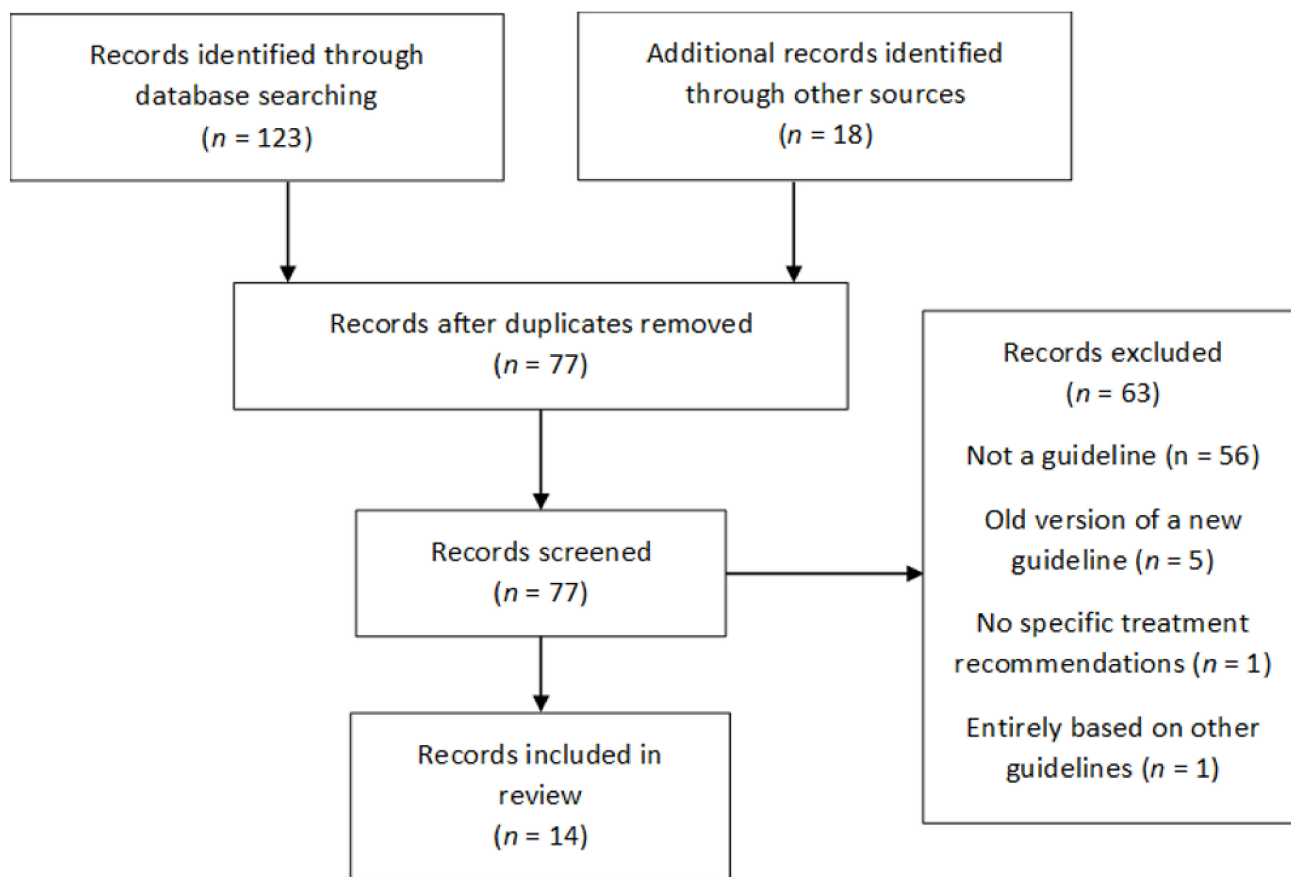 Records identified through
database searching
(n = 123)
Additional records identified
through other sources
(n = 18)
Records after duplicates removed
(n = 77)
Records excluded
(n = 63)
Not a guideline (n = 56)
Old version of a new
guideline (n = 5)
No specific treatment
recommendations (n = 1)
Entirely based on other
guidelines (n = 1)
Records screened
(n = 77)
Records included in
review
(n = 14)